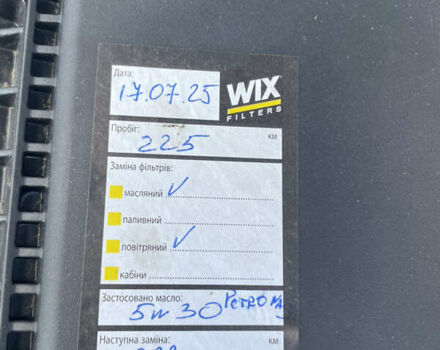 Дата:
17.07.25
WIX
FILTERS
Пробіг:
225 км
Заміна фільтрів:
масляний ✓
паливний
повітряний ✓
кабіни
Застосовано масло:
5w30
Наступна заміна: